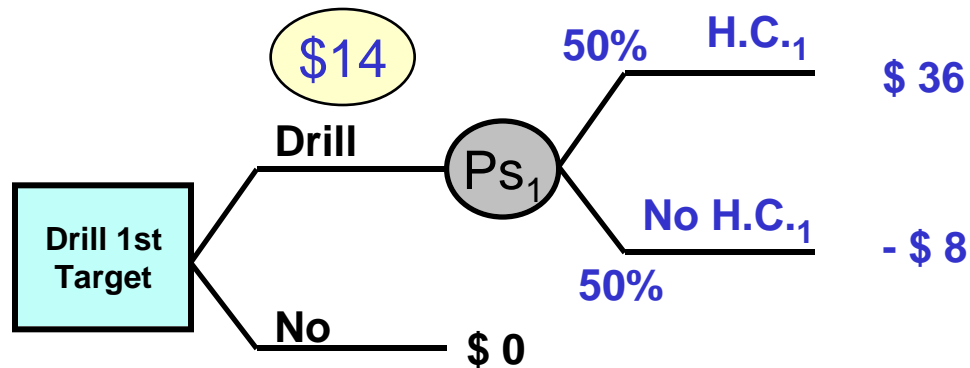 $14
50%
H.C.₁
$ 36
Drill
Ps₁
No H.C.₁
- $ 8
50%
Drill 1st
Target
No
$ 0